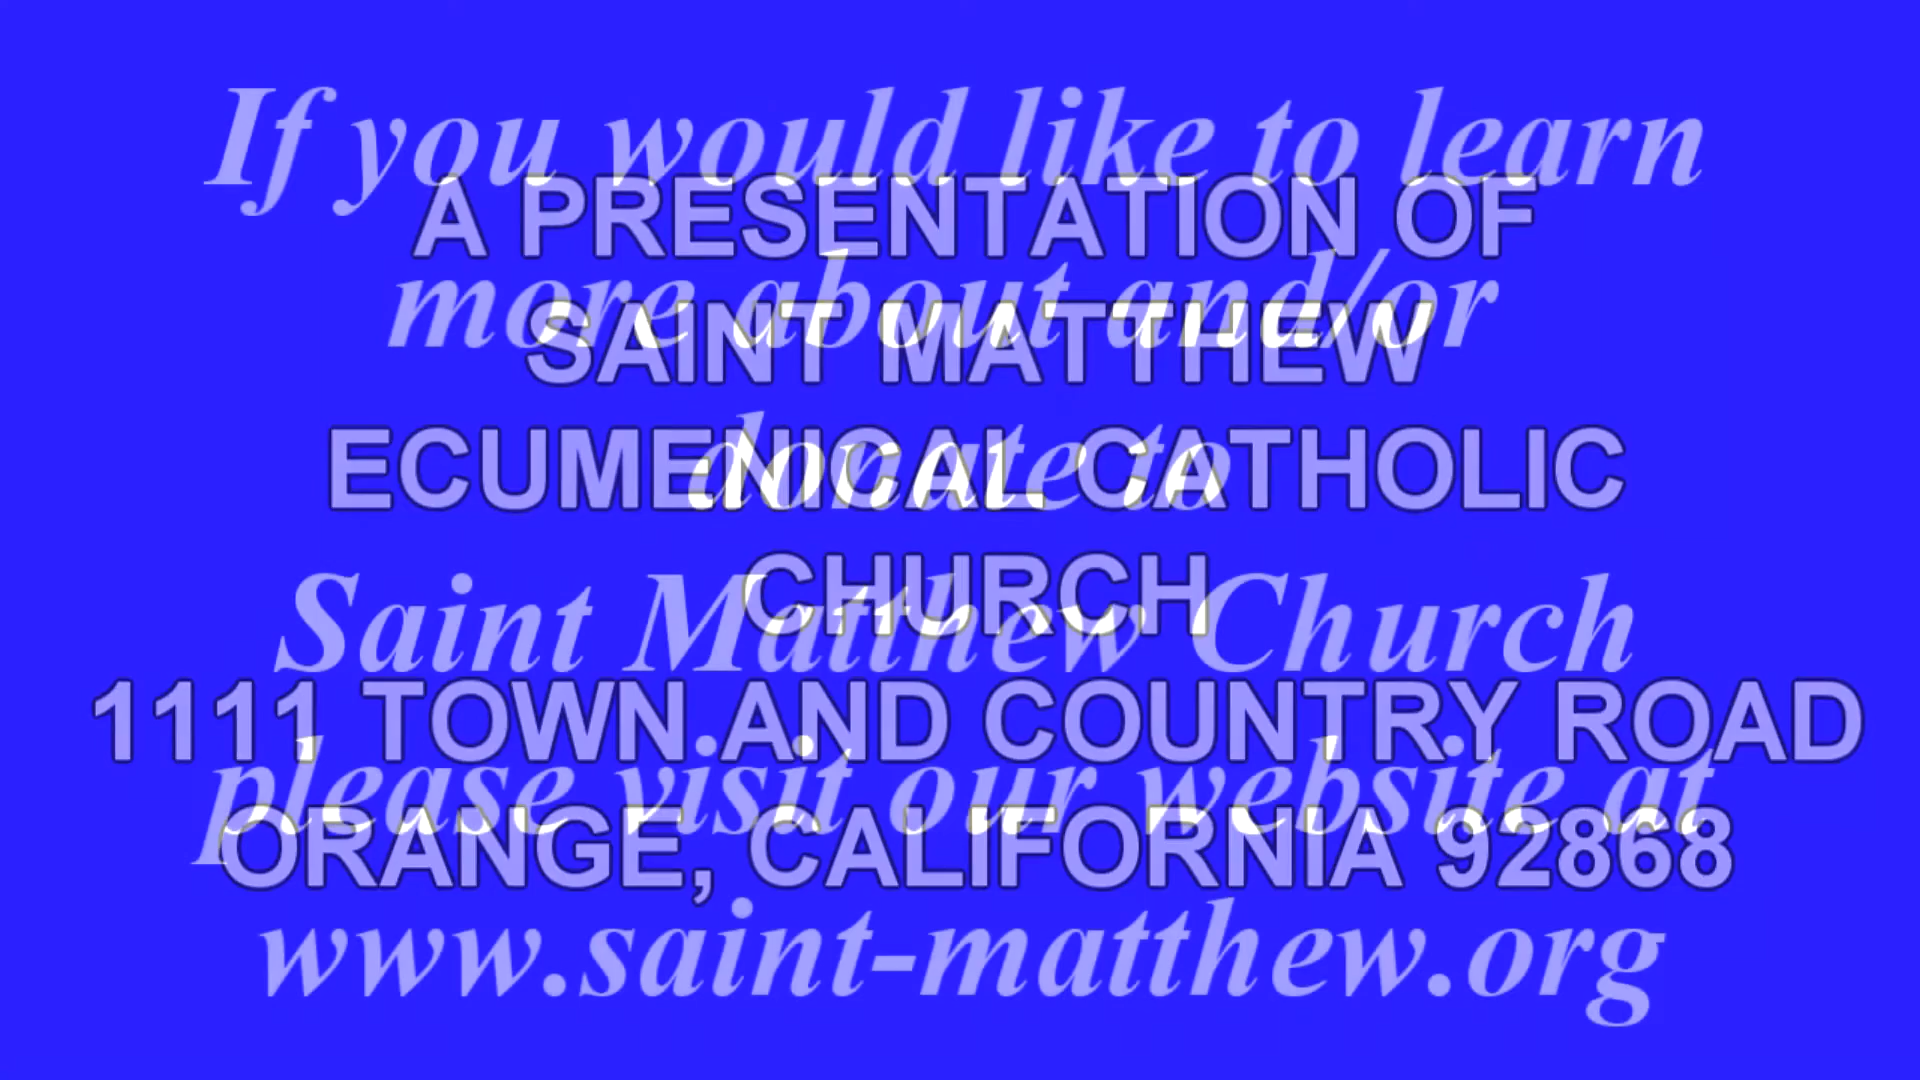 If you would like to learn
more about and/or
donate to
Saint Matthew Church
please visit our website at
www.saint-matthew.org
A PRESENTATION OF
SAINT MATTHEW
ECUMENICAL CATHOLIC
CHURCH
1111 TOWN AND COUNTRY ROAD
ORANGE, CALIFORNIA 92868